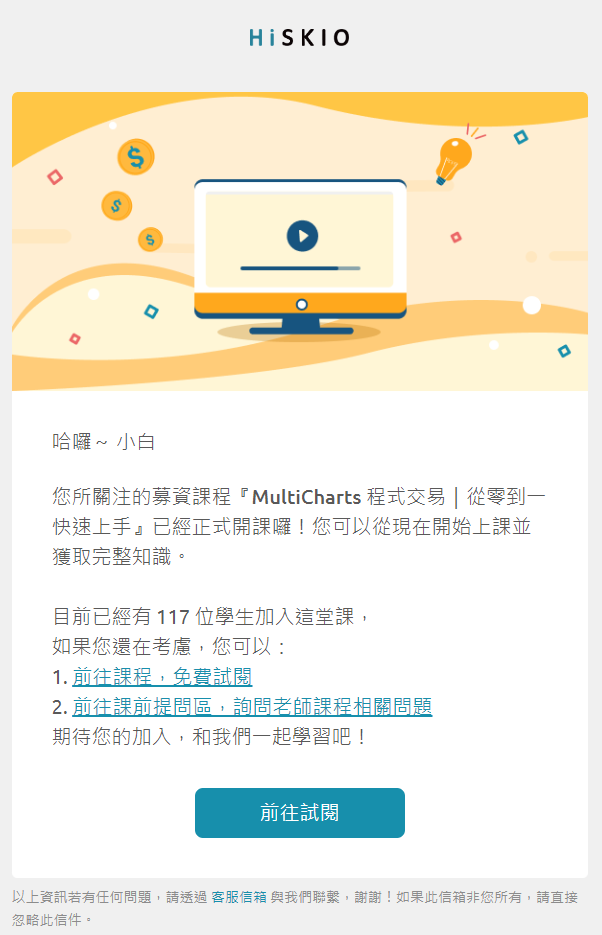 HiSKIO
哈囉～ 小白
您所關注的募資課程『MultiCharts 程式交易｜從零到一
快速上手』已經正式開課囉！您可以從現在開始上課並
獲取完整知識。
目前已經有 117 位學生加入這堂課，
如果您還在考慮，您可以：
1. 前往課程，免費試閱
2. 前往課前提問區，詢問老師課程相關問題
期待您的加入，和我們一起學習吧！
前往試閱
以上資訊若有任何問題，請透過 客服信箱 與我們聯繫，謝謝！如果此信箱非您所有，請直接
忽略此信件。